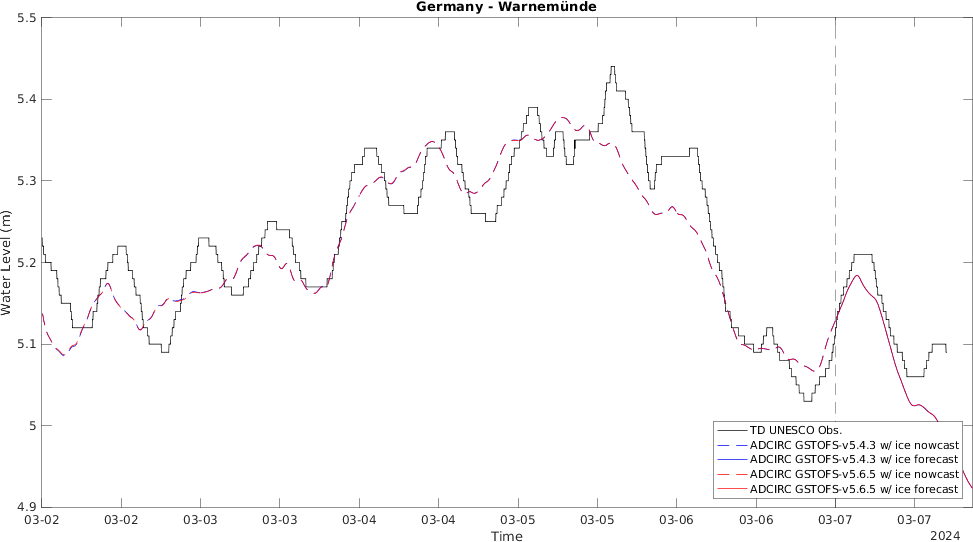 Germany - Warnemünde
5.5
5.4
5.3
5.2
5.1
5
4.9
Water Level (m)
03-02 03-02 03-03 03-03 03-04 03-04 03-05 03-05 03-06 03-06 03-07 03-07
Time
2024
TD UNESCO Obs.
ADCIRC GSTOFS-v5.4.3 w/ ice nowcast
ADCIRC GSTOFS-v5.4.3 w/ ice forecast
ADCIRC GSTOFS-v5.6.5 w/ ice nowcast
ADCIRC GSTOFS-v5.6.5 w/ ice forecast